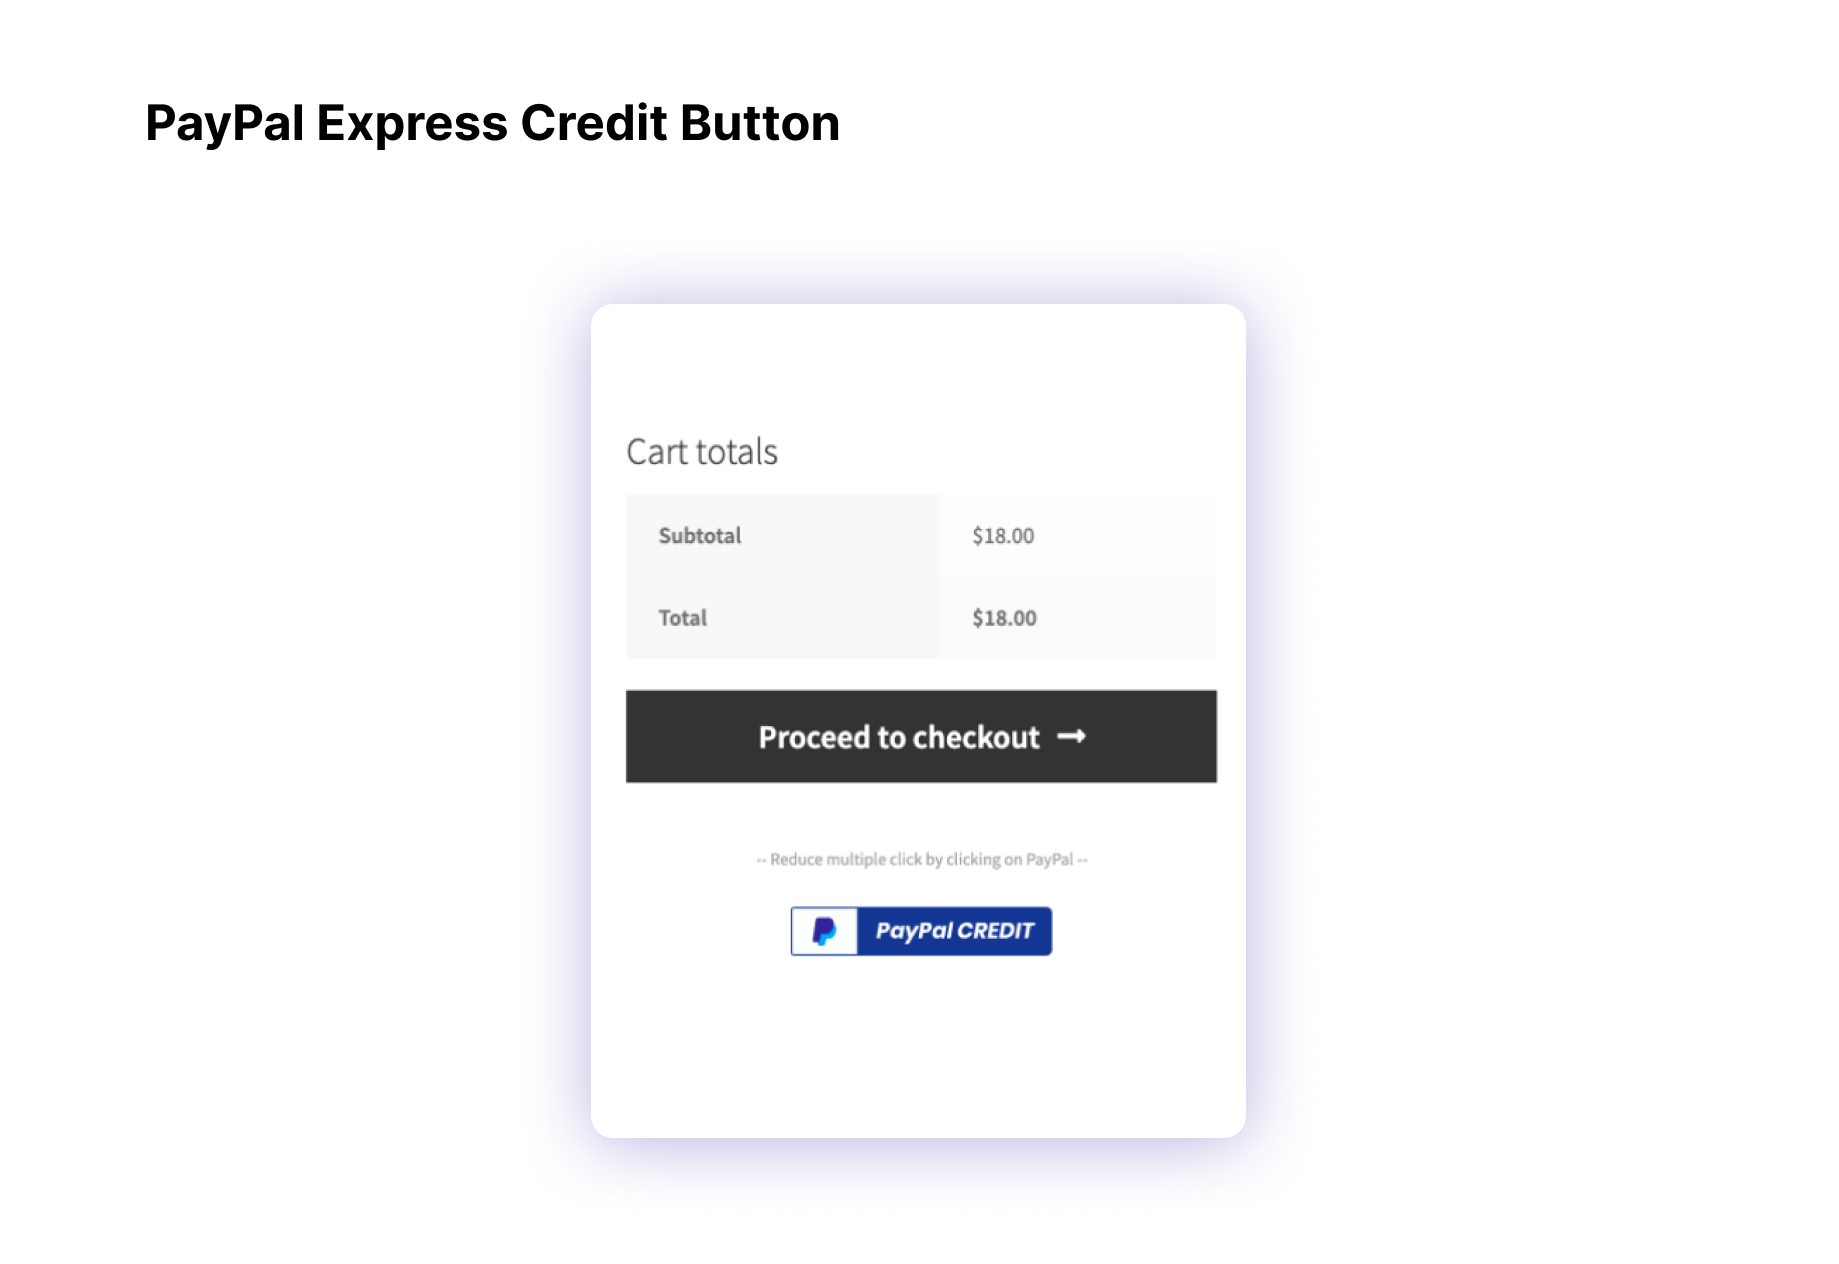 PayPal Express Credit Button
Cart totals
Subtotal $18.00
Total $18.00
Proceed to checkout →
-- Reduce multiple click by clicking on PayPal --
PayPal CREDIT